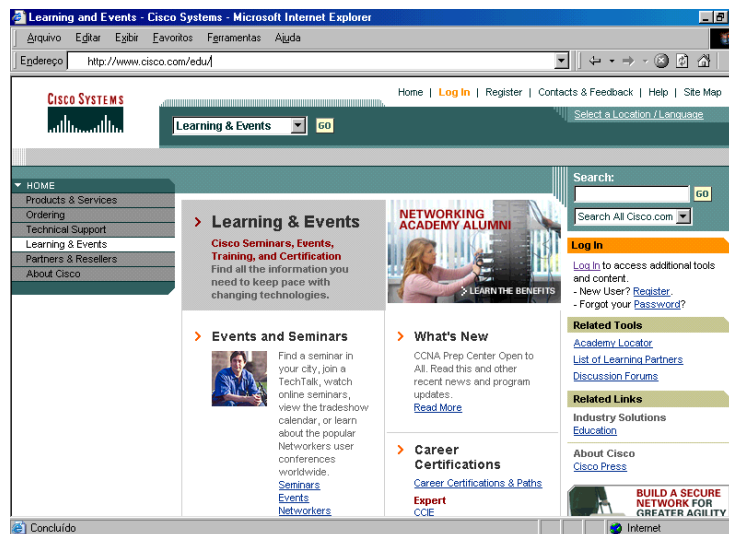 Learning and Events - Cisco Systems - Microsoft Internet Explorer
Arquivo Editar Exibir Favoritos Ferramentas Ajuda
Endereço http://www.cisco.com/edu/
CISCO SYSTEMS
Home | Log In | Register | Contacts & Feedback | Help | Site Map
Learning & Events GO
Select a Location / Language
HOME
Products & Services
Ordering
Technical Support
Learning & Events
Partners & Resellers
About Cisco
Learning & Events
Cisco Seminars, Events,
Training, and Certification
Find all the information you
need to keep pace with
changing technologies.
NETWORKING
ACADEMY ALUMNI
LEARN THE BENEFITS
Events and Seminars
Find a seminar in
your city, join a
TechTalk, watch
online seminars,
view the tradeshow
calendar, or learn
about the popular
Networkers user
conferences
worldwide.
Seminars
Events
Networkers
What's New
CCNA Prep Center Open to
All. Read this and other
recent news and program
updates.
Read More
Career
Certifications
Career Certifications & Paths
Expert
CCIE
Search:
GO
Search All Cisco.com
Log In
Log In to access additional tools
and content.
- New User? Register.
- Forgot your Password?
Related Tools
Academy Locator
List of Learning Partners
Discussion Forums
Related Links
Industry Solutions
Education
About Cisco
Cisco Press
BUILD A SECURE
NETWORK FOR
GREATER AGILITY
Concluído
Internet